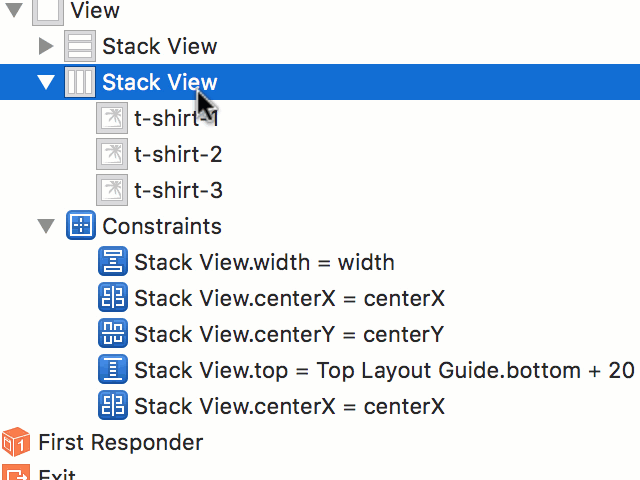 View
Stack View
Stack View
t-shirt-1
t-shirt-2
t-shirt-3
Constraints
Stack View.width = width
Stack View.centerX = centerX
Stack View.centerY = centerY
Stack View.top = Top Layout Guide.bottom + 20
Stack View.centerX = centerX
First Responder
Exit